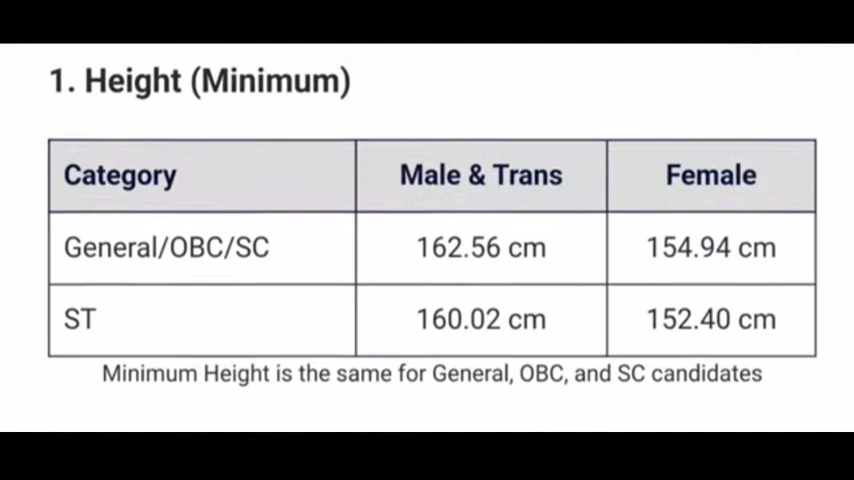 1. Height (Minimum)
Category Male & Trans Female
General/OBC/SC 162.56 cm 154.94 cm
ST 160.02 cm 152.40 cm
Minimum Height is the same for General, OBC, and SC candidates